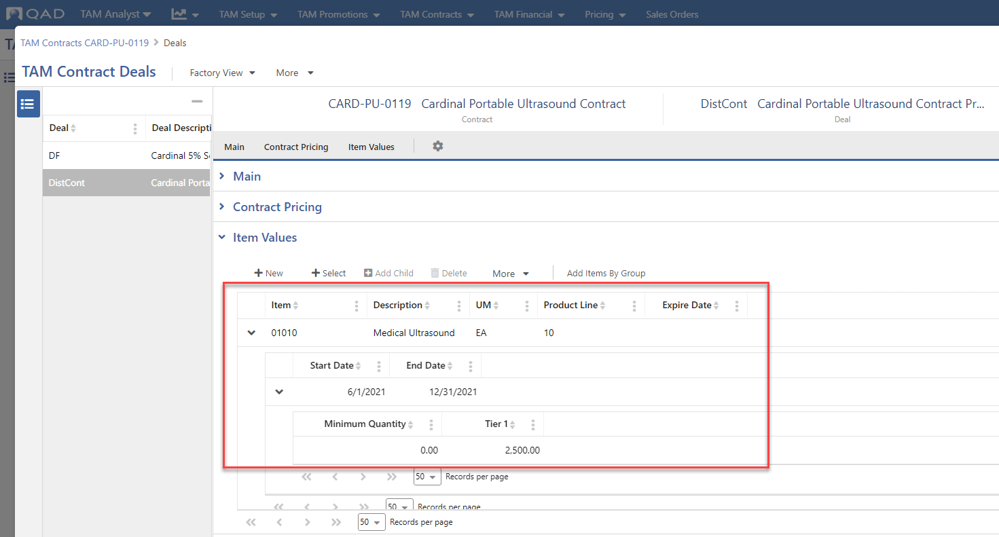 QAD TAM Analyst TAM Setup TAM Promotions TAM Contracts TAM Financial Pricing Sales Orders
TAM Contracts CARD-PU-0119 > Deals
TAM Contract Deals Factory View More
CARD-PU-0119 Cardinal Portable Ultrasound Contract
Contract
DistCont Cardinal Portable Ultrasound Contract Pr...
Deal
Deal Deal Descripti
DF Cardinal 5% S
DistCont Cardinal Porta
Main Contract Pricing Item Values
Main
Contract Pricing
Item Values
New Select Add Child Delete More Add Items By Group
Item Description UM Product Line Expire Date
01010 Medical Ultrasound EA 10
Start Date End Date
6/1/2021 12/31/2021
Minimum Quantity Tier 1
0.00 2,500.00
50 Records per page
50 Records per page
50 Records per page